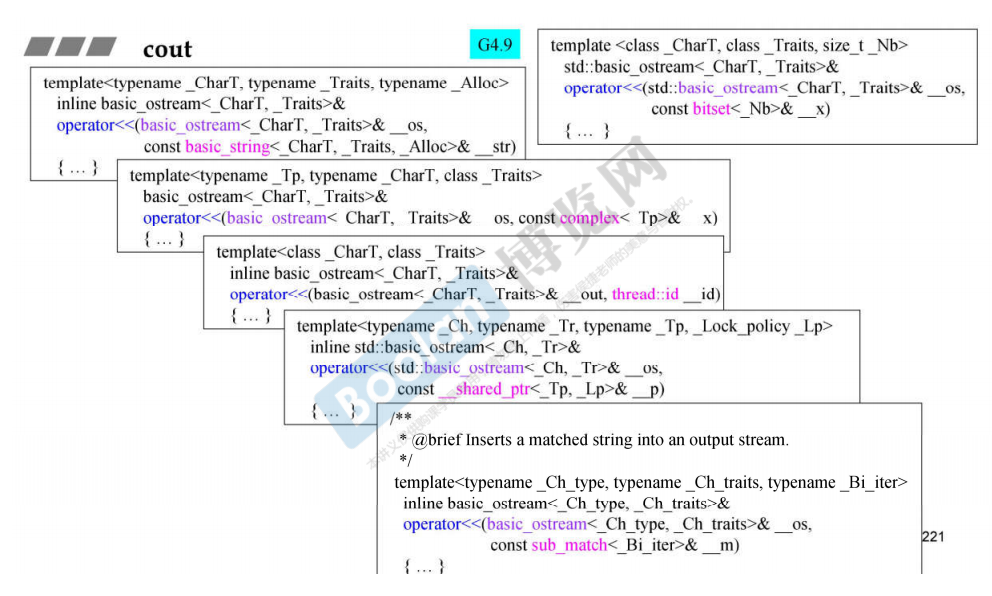 cout
G4.9
template<typename _CharT, typename _Traits, typename _Alloc>
inline basic_ostream<_CharT, _Traits>&
operator<<(basic_ostream<_CharT, _Traits>& __os,
const basic_string<_CharT, _Traits, _Alloc>& __str)
{ ... }
template <class _CharT, class _Traits, size_t _Nb>
std::basic_ostream<_CharT, _Traits>&
operator<<(std::basic_ostream<_CharT, _Traits>& __os,
const bitset<_Nb>& __x)
{ ... }
template<typename _Tp, typename _CharT, class _Traits>
basic_ostream<_CharT, _Traits>&
operator<<(basic_ostream<_CharT, _Traits>& __os, const complex<_Tp>& __x)
{ ... }
template<class _CharT, class _Traits>
inline basic_ostream<_CharT, _Traits>&
operator<<(basic_ostream<_CharT, _Traits>& __out, thread::id __id)
{ ... }
template<typename _Ch, typename _Tr, typename _Tp, _Lock_policy _Lp>
inline std::basic_ostream<_Ch, _Tr>&
operator<<(std::basic_ostream<_Ch, _Tr>& __os,
const __shared_ptr<_Tp, _Lp>& __p)
{ ... }
/**
* @brief Inserts a matched string into an output stream.
*/
template<typename _Ch_type, typename _Ch_traits, typename _Bi_iter>
inline basic_ostream<_Ch_type, _Ch_traits>&
operator<<(basic_ostream<_Ch_type, _Ch_traits>& __os,
const sub_match<_Bi_iter>& __m)
{ ... }
221
Boolan
博览网